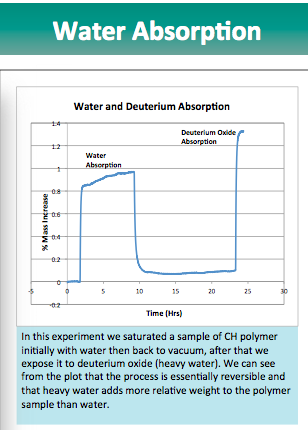 Water Absorption
Water and Deuterium Absorption
1.4
Deuterium Oxide
Absorption
1.2
Water
Absorption
1
0.8
% Mass Increase
0.6
0.4
0.2
0
-5 0 5 10 15 20 25 30
-0.2
Time (Hrs)
In this experiment we saturated a sample of CH polymer
initially with water then back to vacuum, after that we
expose it to deuterium oxide (heavy water). We can see
from the plot that the process is essentially reversible and
that heavy water adds more relative weight to the polymer
sample than water.